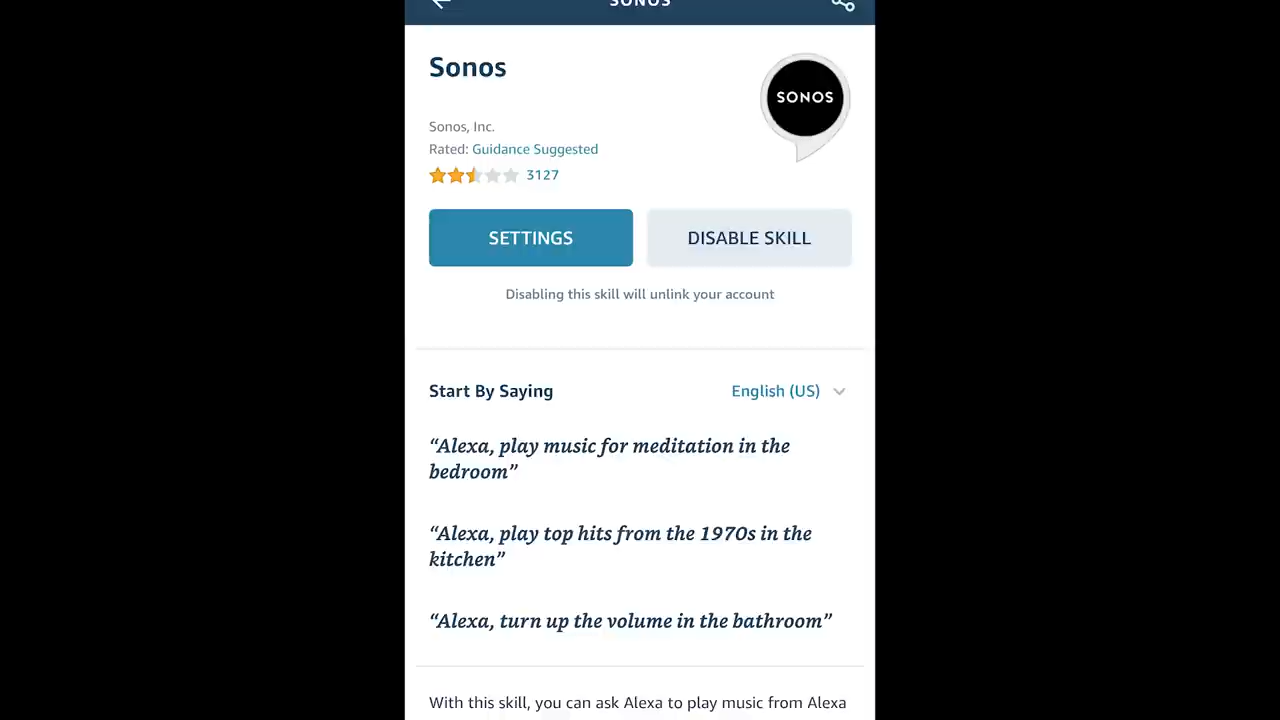 SONOS
Sonos
SONOS
Sonos, Inc.
Rated: Guidance Suggested
3127
SETTINGS
DISABLE SKILL
Disabling this skill will unlink your account
Start By Saying
English (US)
“Alexa, play music for meditation in the
bedroom”
“Alexa, play top hits from the 1970s in the
kitchen”
“Alexa, turn up the volume in the bathroom”
With this skill, you can ask Alexa to play music from Alexa